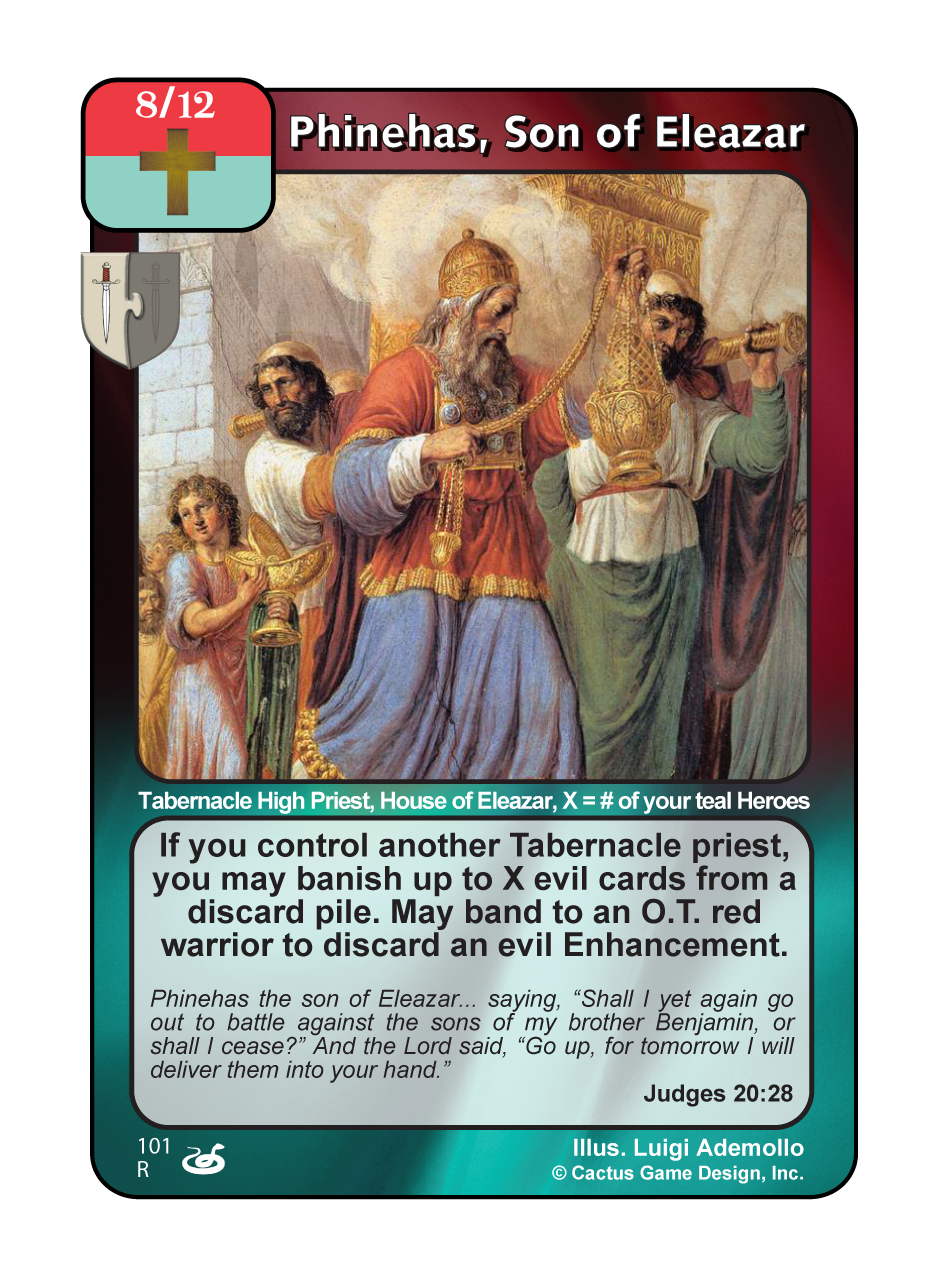 8/12
Phinehas, Son of Eleazar
Tabernacle High Priest, House of Eleazar, X = # of your teal Heroes
If you control another Tabernacle priest,
you may banish up to X evil cards from a
discard pile. May band to an O.T. red
warrior to discard an evil Enhancement.
Phinehas the son of Eleazar... saying, “Shall I yet again go
out to battle against the sons of my brother Benjamin, or
shall I cease?” And the Lord said, “Go up, for tomorrow I will
deliver them into your hand.”
Judges 20:28
101
R
Illus. Luigi Ademollo
© Cactus Game Design, Inc.